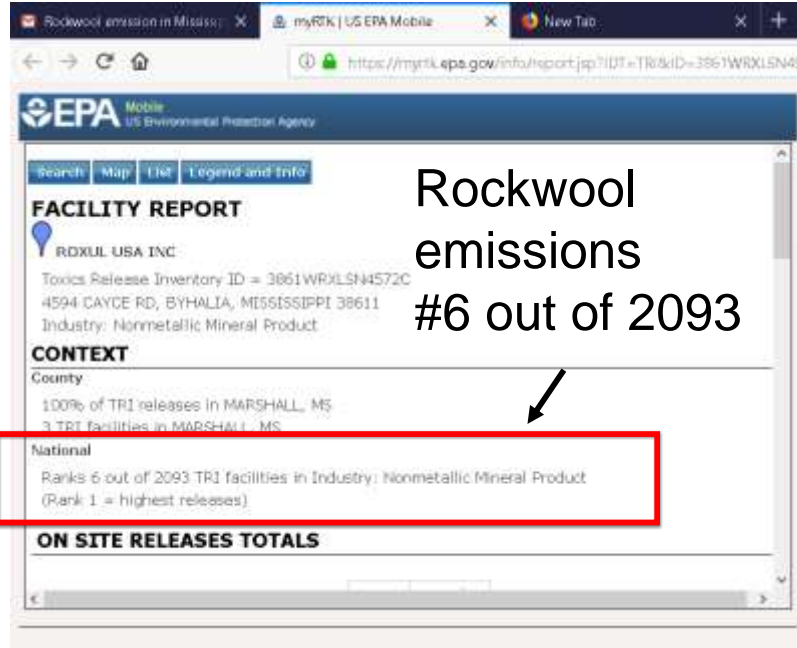 Rockwool emission in Mississip
myRTK | US EPA Mobile
New Tab
https://myrtk.epa.gov/info/report.jsp?IDT=TRI&ID=3861WRXLSN45
EPA Mobile
US Environmental Protection Agency
Search Map List Legend and Info
FACILITY REPORT
ROXUL USA INC
Toxics Release Inventory ID = 3861WRXLSN4572C
4594 CAYCE RD, BYHALIA, MISSISSIPPI 38611
Industry: Nonmetallic Mineral Product
Rockwool
emissions
#6 out of 2093
CONTEXT
County
100% of TRI releases in MARSHALL, MS
3 TRI facilities in MARSHALL, MS
National
Ranks 6 out of 2093 TRI facilities in Industry: Nonmetallic Mineral Product
(Rank 1 = highest releases)
ON SITE RELEASES TOTALS